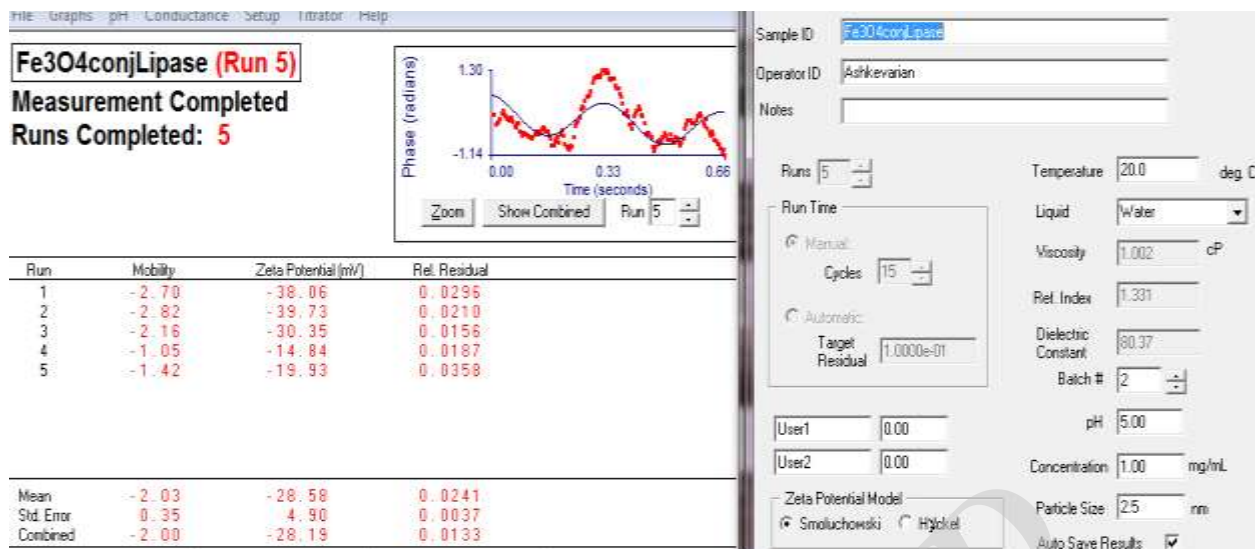 File Graphs pH Conductance Setup Titrator Help
Fe3O4conjLipase (Run 5)
Measurement Completed
Runs Completed: 5
Phase (radians)
1.30
-1.14
0.00 0.33 0.66
Time (seconds)
Zoom Show Combined Run 5
Run Mobility Zeta Potential (mV) Rel. Residual
1 -2.70 -38.06 0.0296
2 -2.82 -39.73 0.0210
3 -2.16 -30.35 0.0156
4 -1.05 -14.84 0.0187
5 -1.42 -19.93 0.0358
Mean -2.03 -28.58 0.0241
Std. Error 0.35 4.90 0.0037
Combined -2.00 -28.19 0.0133
Sample ID Fe3O4conjLipase
Operator ID Ashkevarian
Notes
Runs 5
Run Time
Manual:
Cycles 15
Automatic:
Target Residual 1.0000e-01
User1 0.00
User2 0.00
Zeta Potential Model
Smoluchowski Hückel
Temperature 20.0 deg. C
Liquid Water
Viscosity 1.002 cP
Ref. Index 1.331
Dielectric Constant 80.37
Batch # 2
pH 5.00
Concentration 1.00 mg/mL
Particle Size 2.5 nm
Auto Save Results